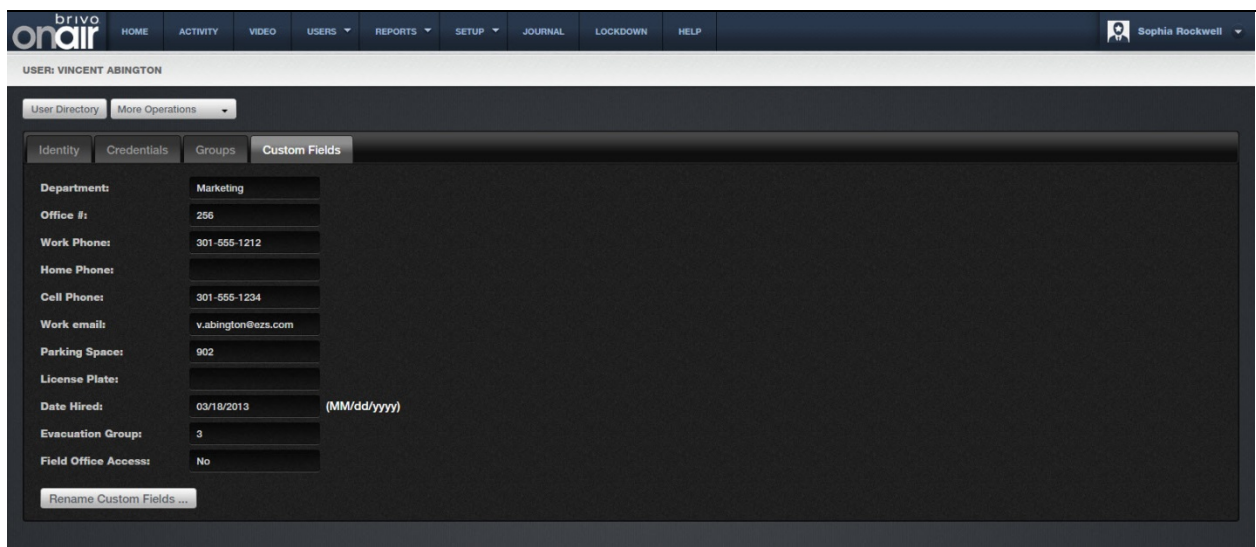 brivo
onair HOME ACTIVITY VIDEO USERS REPORTS SETUP JOURNAL LOCKDOWN HELP Sophia Rockwell
USER: VINCENT ABINGTON
User Directory More Operations
Identity Credentials Groups Custom Fields
Department: Marketing
Office #: 256
Work Phone: 301-555-1212
Home Phone:
Cell Phone: 301-555-1234
Work email: v.abington@ezs.com
Parking Space: 902
License Plate:
Date Hired: 03/18/2013 (MM/dd/yyyy)
Evacuation Group: 3
Field Office Access: No
Rename Custom Fields ...